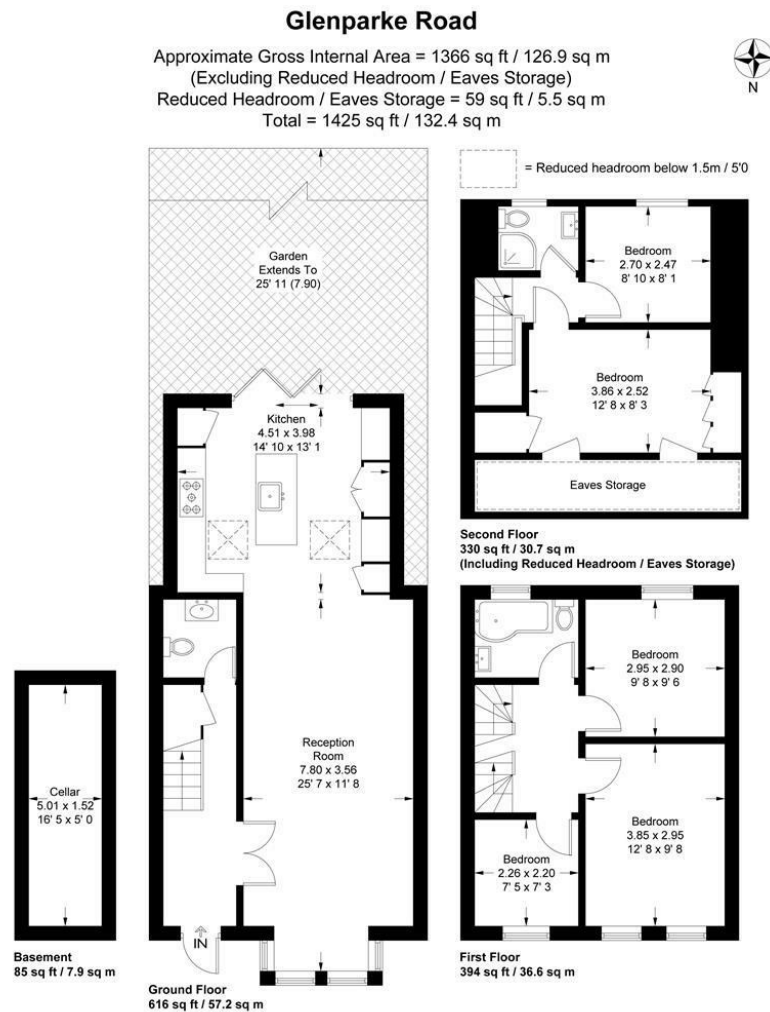 Glenparke Road
Approximate Gross Internal Area = 1366 sq ft / 126.9 sq m
(Excluding Reduced Headroom / Eaves Storage)
Reduced Headroom / Eaves Storage = 59 sq ft / 5.5 sq m
Total = 1425 sq ft / 132.4 sq m
N
= Reduced headroom below 1.5m / 5'0
Garden
Extends To
25' 11 (7.90)
Kitchen
4.51 x 3.98
14' 10 x 13' 1
Reception
Room
7.80 x 3.56
25' 7 x 11' 8
IN
Ground Floor
616 sq ft / 57.2 sq m
Cellar
5.01 x 1.52
16' 5 x 5' 0
Basement
85 sq ft / 7.9 sq m
Bedroom
2.70 x 2.47
8' 10 x 8' 1
Bedroom
3.86 x 2.52
12' 8 x 8' 3
Eaves Storage
Second Floor
330 sq ft / 30.7 sq m
(Including Reduced Headroom / Eaves Storage)
Bedroom
2.95 x 2.90
9' 8 x 9' 6
Bedroom
3.85 x 2.95
12' 8 x 9' 8
Bedroom
2.26 x 2.20
7' 5 x 7' 3
First Floor
394 sq ft / 36.6 sq m